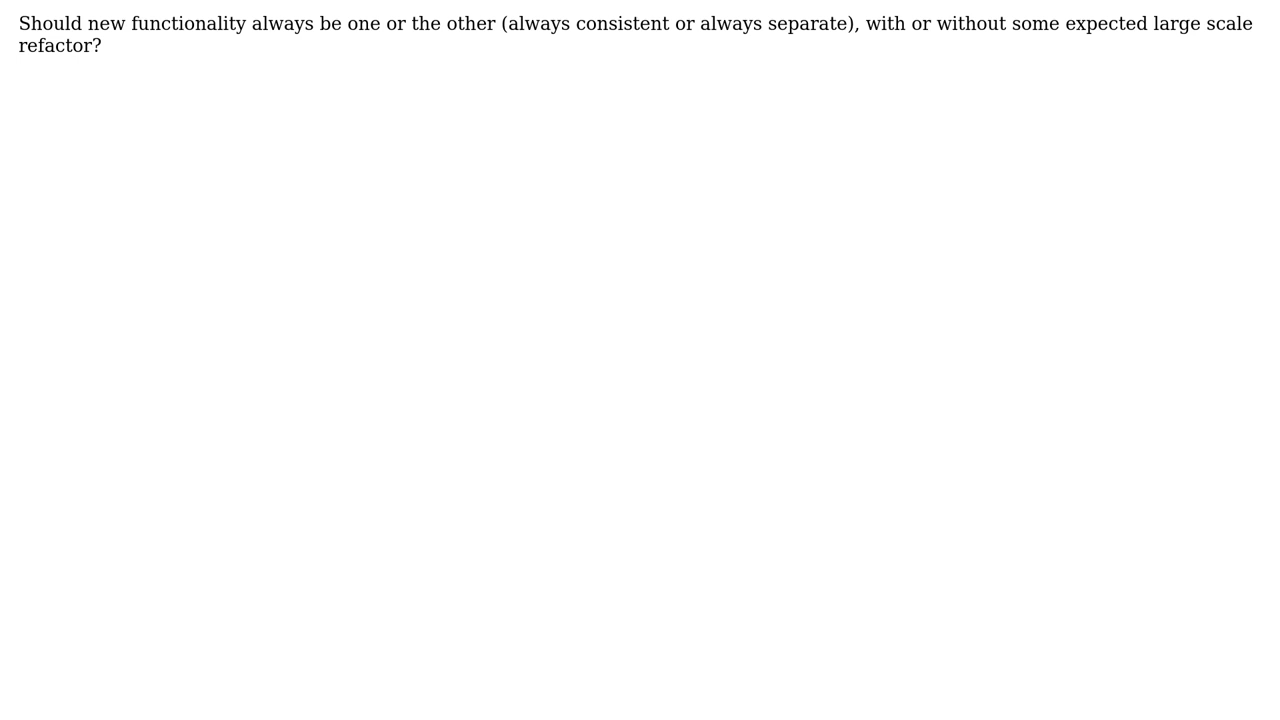 Should new functionality always be one or the other (always consistent or always separate), with or without some expected large scale
refactor?